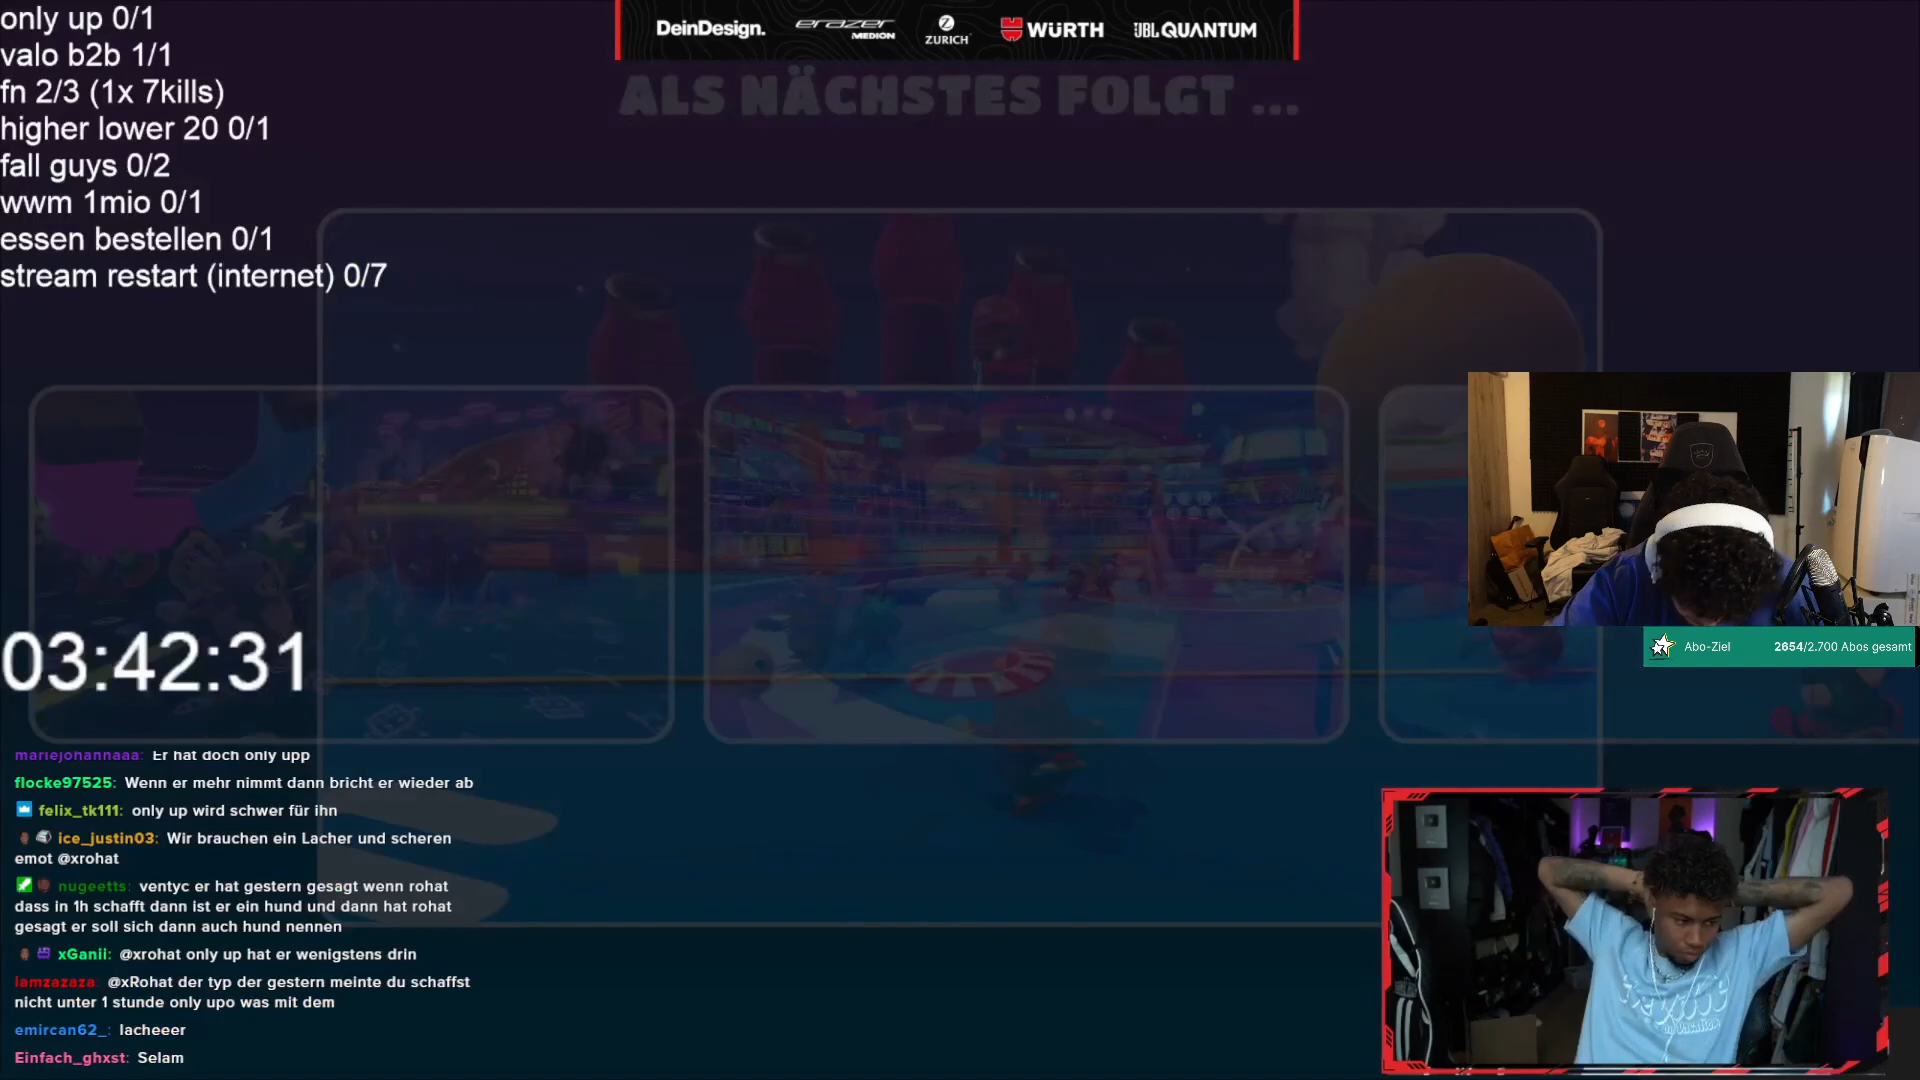 only up 0/1
valo b2b 1/1
fn 2/3 (1x 7kills)
higher lower 20 0/1
fall guys 0/2
wwm 1mio 0/1
essen bestellen 0/1
stream restart (internet) 0/7
DeinDesign.
erazer
MEDION
Z
ZURICH
WÜRTH
JBL QUANTUM
ALS NÄCHSTES FOLGT ...
03:42:31
Abo-Ziel 2654/2.700 Abos gesamt
mariejohannaaa: Er hat doch only upp
flocke97525: Wenn er mehr nimmt dann bricht er wieder ab
felix_tk111: only up wird schwer für ihn
ice_justin03: Wir brauchen ein Lacher und scheren
emot @xrohat
nugeetts: ventyc er hat gestern gesagt wenn rohat
dass in 1h schafft dann ist er ein hund und dann hat rohat
gesagt er soll sich dann auch hund nennen
xGanii: @xrohat only up hat er wenigstens drin
lamzazaza: @xRohat der typ der gestern meinte du schaffst
nicht unter 1 stunde only upo was mit dem
emircan62_: lacheeer
Einfach_ghxst: Selam